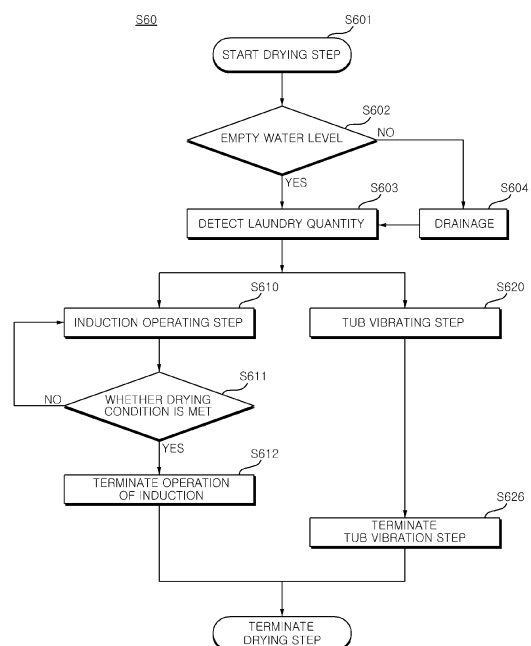 S60
S601
START DRYING STEP
S602
EMPTY WATER LEVEL
NO
YES
S603
S604
DETECT LAUNDRY QUANTITY
DRAINAGE
S610
S620
INDUCTION OPERATING STEP
TUB VIBRATING STEP
S611
WHETHER DRYING
CONDITION IS MET
NO
YES
S612
TERMINATE OPERATION
OF INDUCTION
S626
TERMINATE
TUB VIBRATION STEP
TERMINATE
DRYING STEP